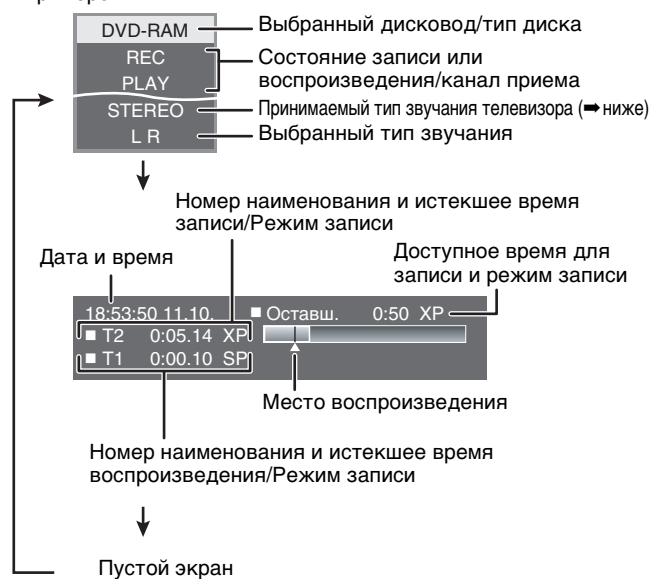 DVD-RAM
Выбранный дисковод/тип диска
REC
PLAY
Состояние записи или
воспроизведения/канал приема
STEREO
Принимаемый тип звучания телевизора (➡ниже)
L R
Выбранный тип звучания
Номер наименования и истекшее время
записи/Режим записи
Дата и время
Доступное время для
записи и режим записи
18:53:50 11.10.
Оставш. 0:50 XP
T2 0:05.14 XP
T1 0:00.10 SP
Место воспроизведения
Номер наименования и истекшее время
воспроизведения/Режим записи
Пустой экран